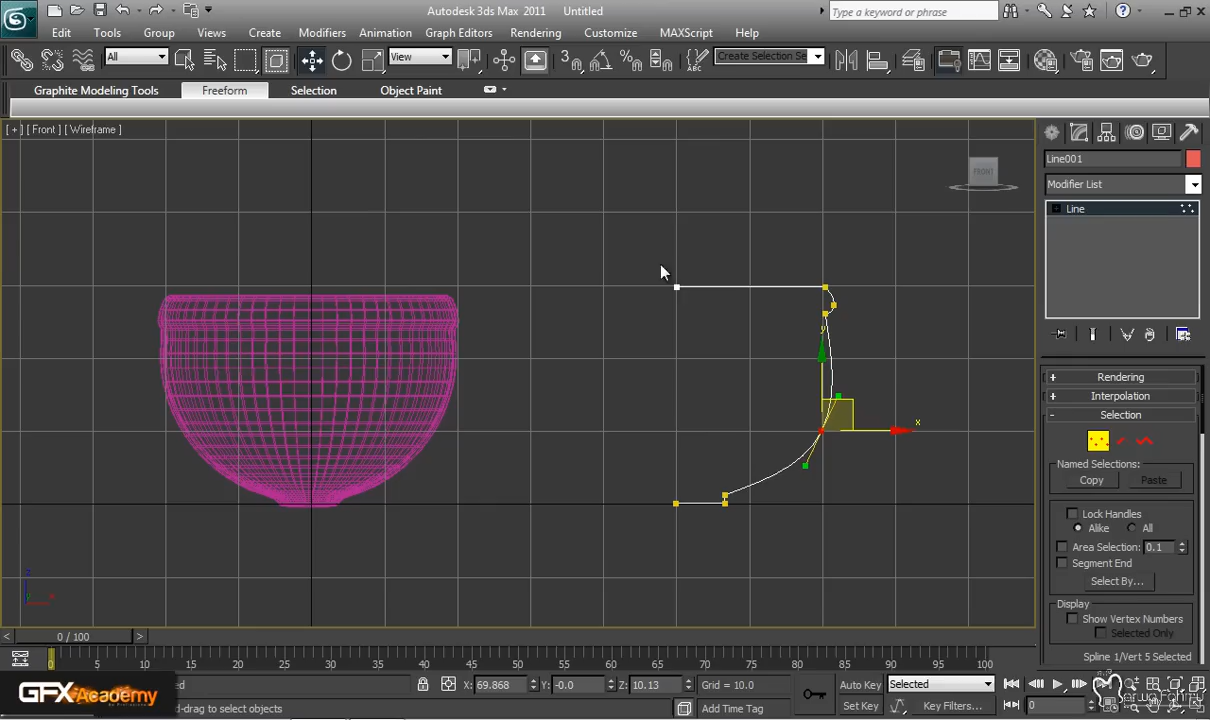 Autodesk 3ds Max 2011 Untitled
Type a keyword or phrase
Edit Tools Group Views Create Modifiers Animation Graph Editors Rendering Customize MAXScript Help
All
View
Create Selection Se
Graphite Modeling Tools Freeform Selection Object Paint
[ + ] [ Front ] [ Wireframe ]
FRONT
Line001
Modifier List
Line
y
x
z
Rendering
Interpolation
Selection
Named Selections:
Copy Paste
Lock Handles
Alike All
Area Selection: 0.1
Segment End
Select By...
Display
Show Vertex Numbers
Selected Only
Spline 1/Vert 5 Selected
0 / 100
0 5 10 15 20 25 30 35 40 45 50 55 60 65 70 75 80 85 90 95 100
X: 69.868 Y: -0.0 Z: 10.13 Grid = 10.0
Auto Key Selected
-drag to select objects
Add Time Tag
Set Key Key Filters...
0
GFXAcademy